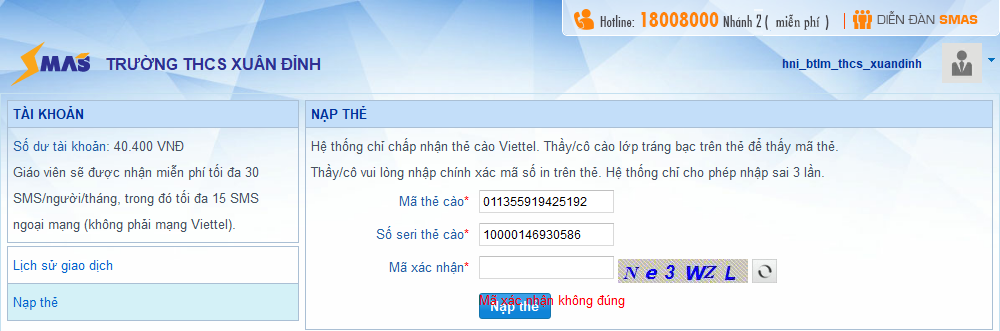 Hotline: 18008000 Nhánh 2 ( miễn phí ) | DIỄN ĐÀN SMAS
SMAS TRƯỜNG THCS XUÂN ĐỈNH
hni_btlm_thcs_xuandinh
TÀI KHOẢN
Số dư tài khoản: 40.400 VNĐ
Giáo viên sẽ được nhận miễn phí tối đa 30
SMS/người/tháng, trong đó tối đa 15 SMS
ngoại mạng (không phải mạng Viettel).
Lịch sử giao dịch
Nạp thẻ
NẠP THẺ
Hệ thống chỉ chấp nhận thẻ cào Viettel. Thầy/cô cào lớp tráng bạc trên thẻ để thấy mã thẻ.
Thầy/cô vui lòng nhập chính xác mã số in trên thẻ. Hệ thống chỉ cho phép nhập sai 3 lần.
Mã thẻ cào* 011355919425192
Số seri thẻ cào* 10000146930586
Mã xác nhận* Ne3WZL
Mã xác nhận không đúng
Nạp thẻ